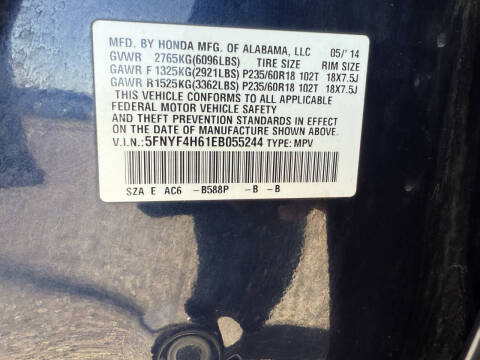 MFD. BY HONDA MFG. OF ALABAMA, LLC 05/'14
GVWR 2765KG(6096LBS) TIRE SIZE RIM SIZE
GAWR F 1325KG(2921LBS) P235/60R18 102T 18X7.5J
GAWR R 1525KG(3362LBS) P235/60R18 102T 18X7.5J
THIS VEHICLE CONFORMS TO ALL APPLICABLE
FEDERAL MOTOR VEHICLE SAFETY
AND THEFT PREVENTION STANDARDS IN EFFECT
ON THE DATE OF MANUFACTURE SHOWN ABOVE.
V.I.N.:5FNYF4H61EB055244 TYPE: MPV
SZA E AC6 -B588P -B -B